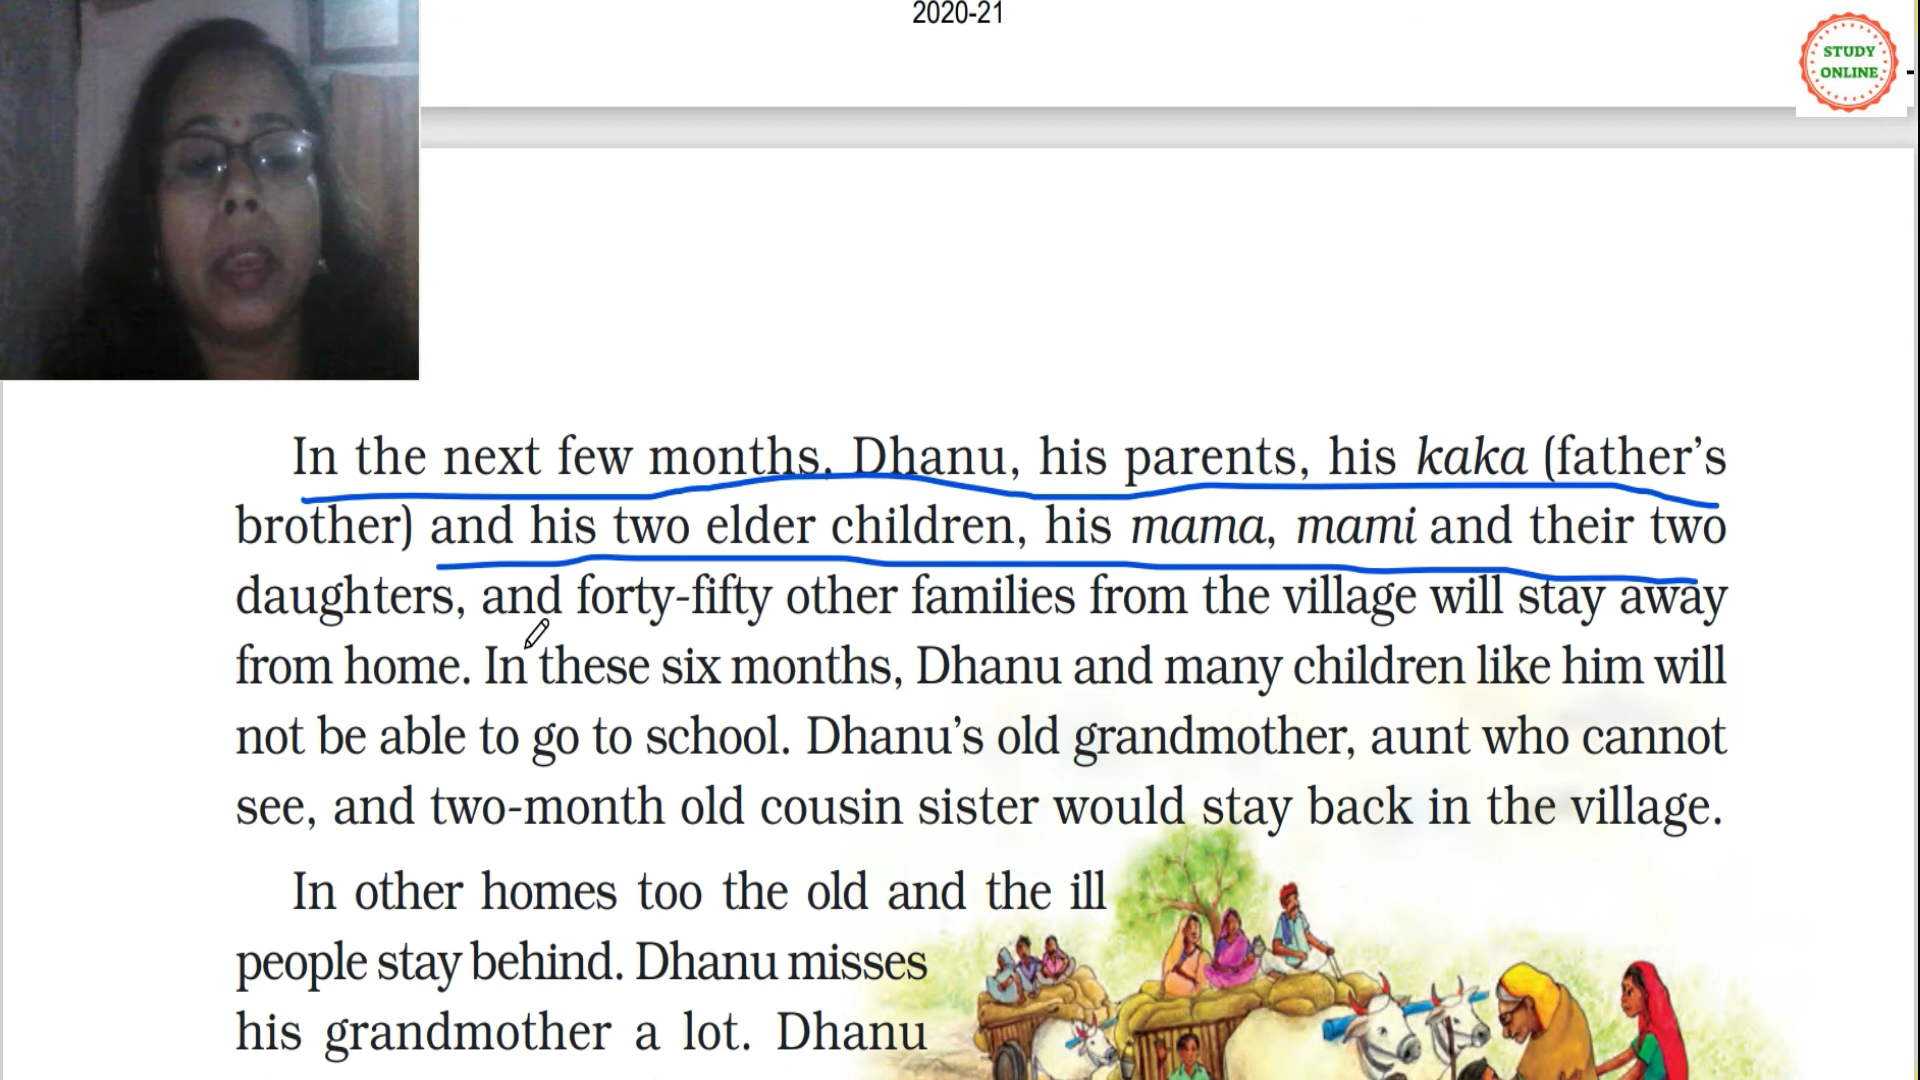 2020-21
STUDY
ONLINE
In the next few months, Dhanu, his parents, his kaka (father's
brother) and his two elder children, his mama, mami and their two
daughters, and forty-fifty other families from the village will stay away
from home. In these six months, Dhanu and many children like him will
not be able to go to school. Dhanu's old grandmother, aunt who cannot
see, and two-month old cousin sister would stay back in the village.
In other homes too the old and the ill
people stay behind. Dhanu misses
his grandmother a lot. Dhanu